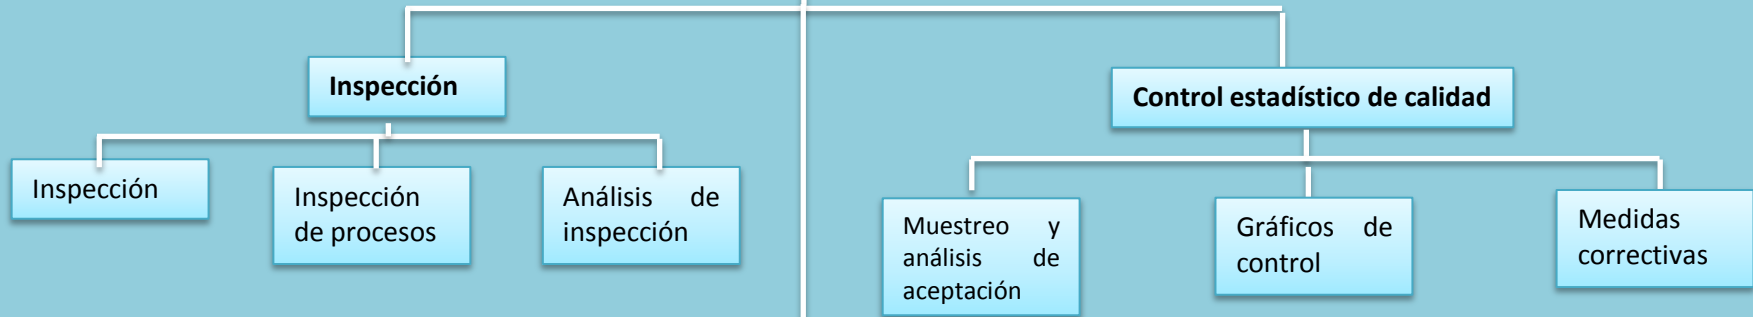 Inspección
Control estadístico de calidad
Inspección
Inspección
de procesos
Análisis de
inspección
Muestreo y
análisis de
aceptación
Gráficos de
control
Medidas
correctivas